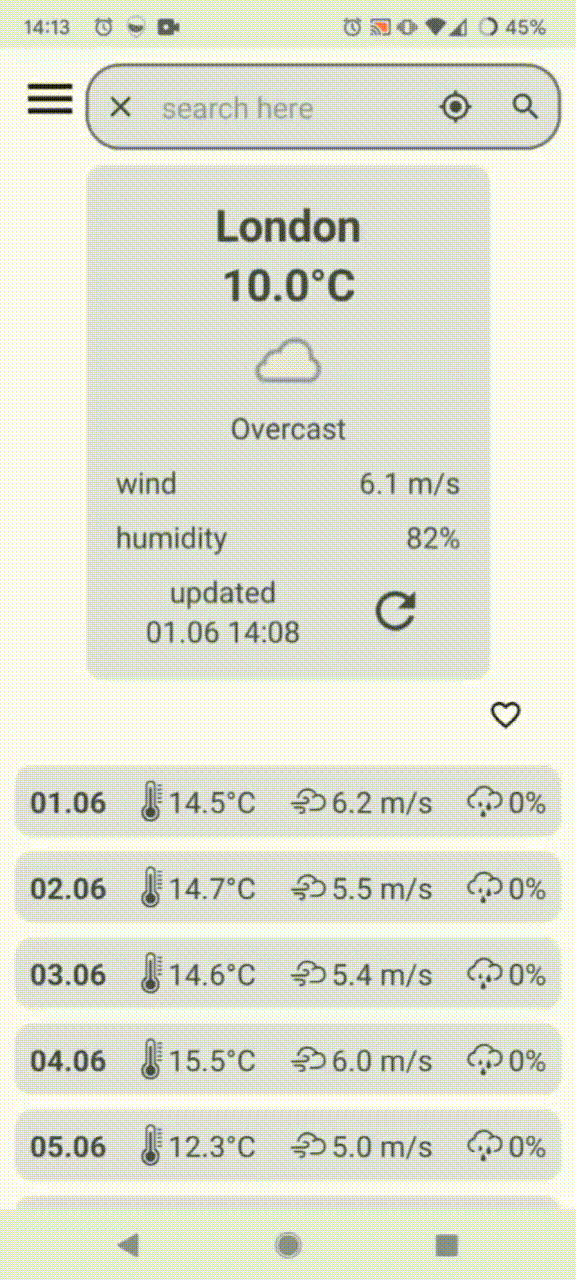 14:13 45%
search here
London
10.0°C
Overcast
wind 6.1 m/s
humidity 82%
updated
01.06 14:08
01.06 14.5°C 6.2 m/s 0%
02.06 14.7°C 5.5 m/s 0%
03.06 14.6°C 5.4 m/s 0%
04.06 15.5°C 6.0 m/s 0%
05.06 12.3°C 5.0 m/s 0%